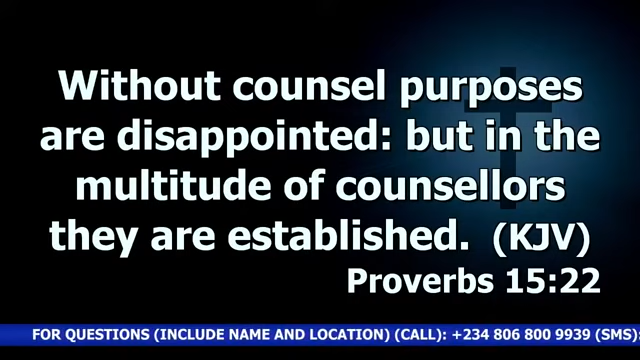 Without counsel purposes
are disappointed: but in the
multitude of counsellors
they are established. (KJV)
Proverbs 15:22
FOR QUESTIONS (INCLUDE NAME AND LOCATION) (CALL): +234 806 800 9939 (SMS):